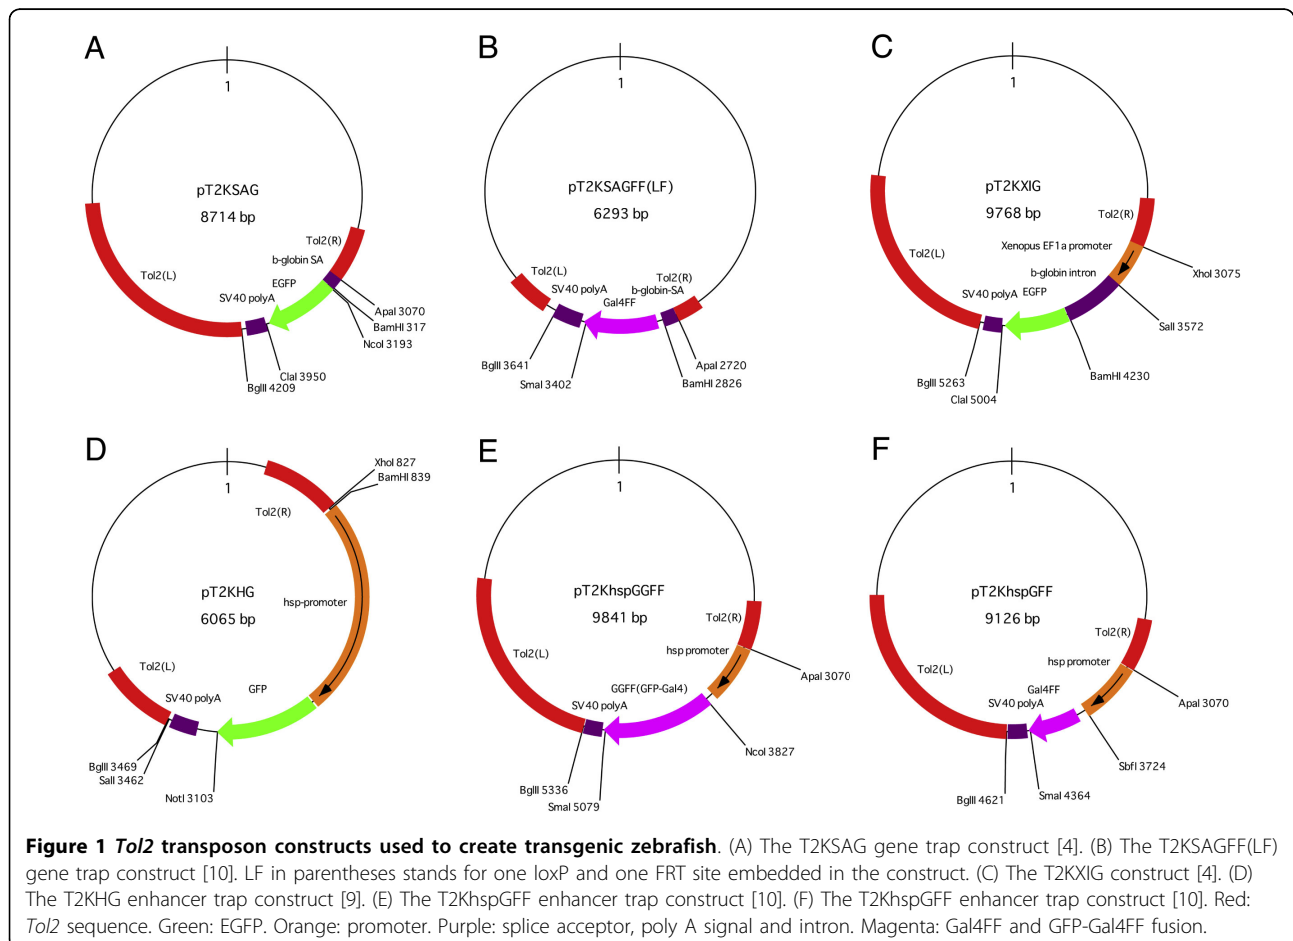 A
1
pT2KSAG
8714 bp
Tol2(R)
b-globin SA
Tol2(L)
EGFP
SV40 polyA
ApaI 3070
BamHI 317
NcoI 3193
ClaI 3950
BglII 4209
B
1
pT2KSAGFF(LF)
6293 bp
Tol2(L)
Tol2(R)
SV40 polyA
b-globin-SA
Gal4FF
BglII 3641
ApaI 2720
SmaI 3402
BamHI 2826
C
1
pT2KXIG
9768 bp
Tol2(R)
Xenopus EF1a promoter
Tol2(L)
b-globin intron
XhoI 3075
SV40 polyA
EGFP
SalI 3572
BamHI 4230
BglII 5263
ClaI 5004
D
1
XhoI 827
BamHI 839
Tol2(R)
pT2KHG
6065 bp
hsp-promoter
Tol2(L)
GFP
SV40 polyA
BglII 3469
SalI 3462
NotI 3103
E
1
pT2KhspGGFF
9841 bp
Tol2(R)
hsp promoter
Tol2(L)
ApaI 3070
GGFF(GFP-Gal4)
SV40 polyA
NcoI 3827
BglII 5336
SmaI 5079
F
1
pT2KhspGFF
9126 bp
Tol2(R)
hsp promoter
Tol2(L)
Gal4FF
SV40 polyA
ApaI 3070
SbfI 3724
BglII 4621
SmaI 4364
Figure 1 Tol2 transposon constructs used to create transgenic zebrafish. (A) The T2KSAG gene trap construct [4]. (B) The T2KSAGFF(LF)
gene trap construct [10]. LF in parentheses stands for one loxP and one FRT site embedded in the construct. (C) The T2KXIG construct [4]. (D)
The T2KHG enhancer trap construct [9]. (E) The T2KhspGFF enhancer trap construct [10]. (F) The T2KhspGFF enhancer trap construct [10]. Red:
Tol2 sequence. Green: EGFP. Orange: promoter. Purple: splice acceptor, poly A signal and intron. Magenta: Gal4FF and GFP-Gal4FF fusion.